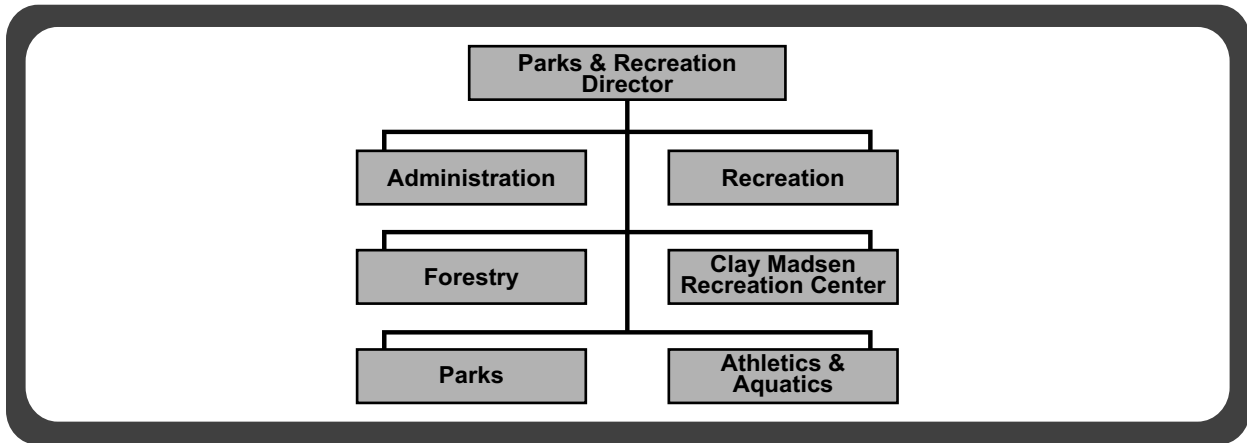 Parks & Recreation
Director
Administration
Recreation
Forestry
Clay Madsen
Recreation Center
Parks
Athletics &
Aquatics